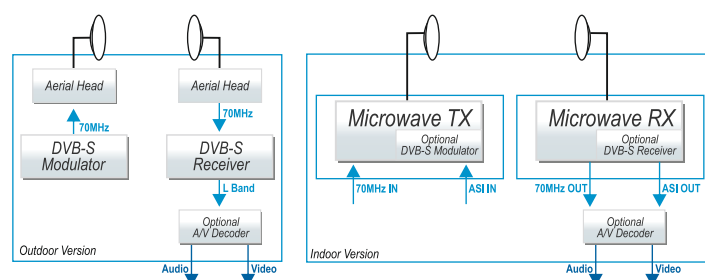 Aerial Head
Aerial Head
70MHz
70MHz
DVB-S
Modulator
DVB-S
Receiver
L Band
Optional
A/V Decoder
Outdoor Version
Audio
Video
Microwave TX
Optional
DVB-S Modulator
Microwave RX
Optional
DVB-S Receiver
70MHz IN
ASI IN
70MHz OUT
ASI OUT
Optional
A/V Decoder
Indoor Version
Audio
Video